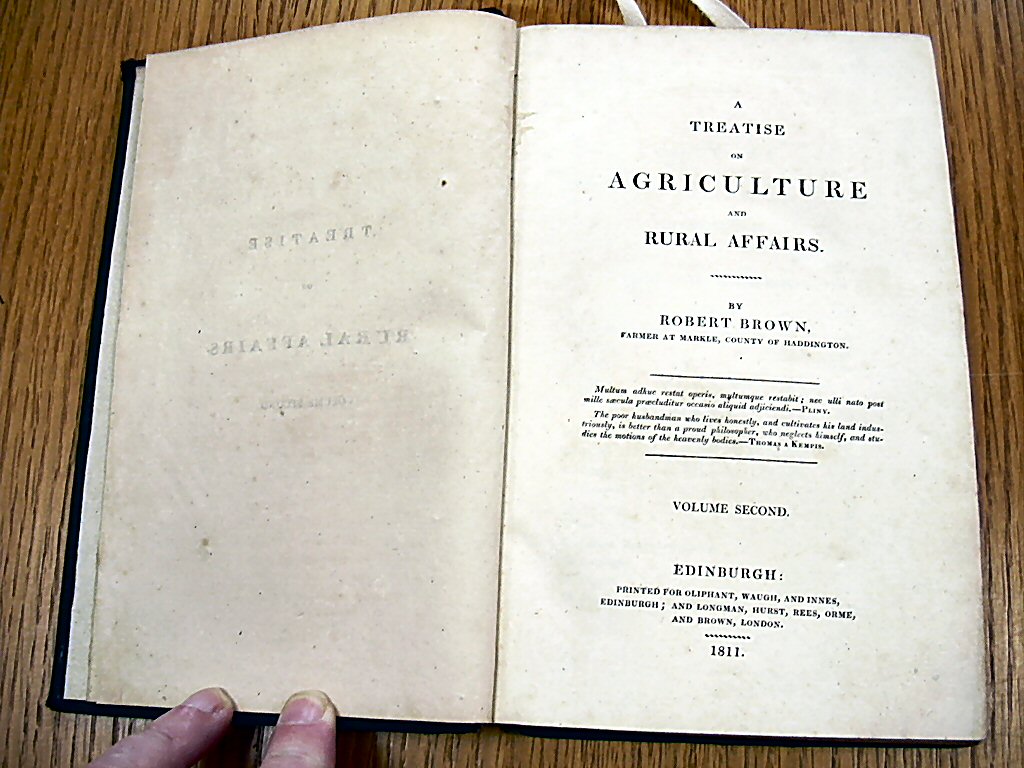 TREATISE
RURAL AFFAIRS.
A
TREATISE
ON
AGRICULTURE
AND
RURAL AFFAIRS.
BY
ROBERT BROWN,
FARMER AT MARKLE, COUNTY OF HADDINGTON.
Multum adhuc restat operis, multumque restabit; nec ulli nato post
mille sæcula præcluditur occasio aliquid adjiciendi.—PLINY.
The poor husbandman who lives honestly, and cultivates his land indus-
triously, is better than a proud philosopher, who neglects himself, and stu-
dies the motions of the heavenly bodies.—THOMAS A KEMPIS.
VOLUME SECOND.
EDINBURGH:
PRINTED FOR OLIPHANT, WAUGH, AND INNES,
EDINBURGH; AND LONGMAN, HURST, REES, ORME,
AND BROWN, LONDON.
1811.